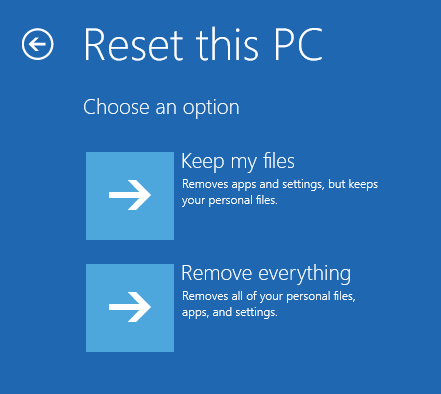 Reset this PC
Choose an option
Keep my files
Removes apps and settings, but keeps
your personal files.
Remove everything
Removes all of your personal files,
apps, and settings.